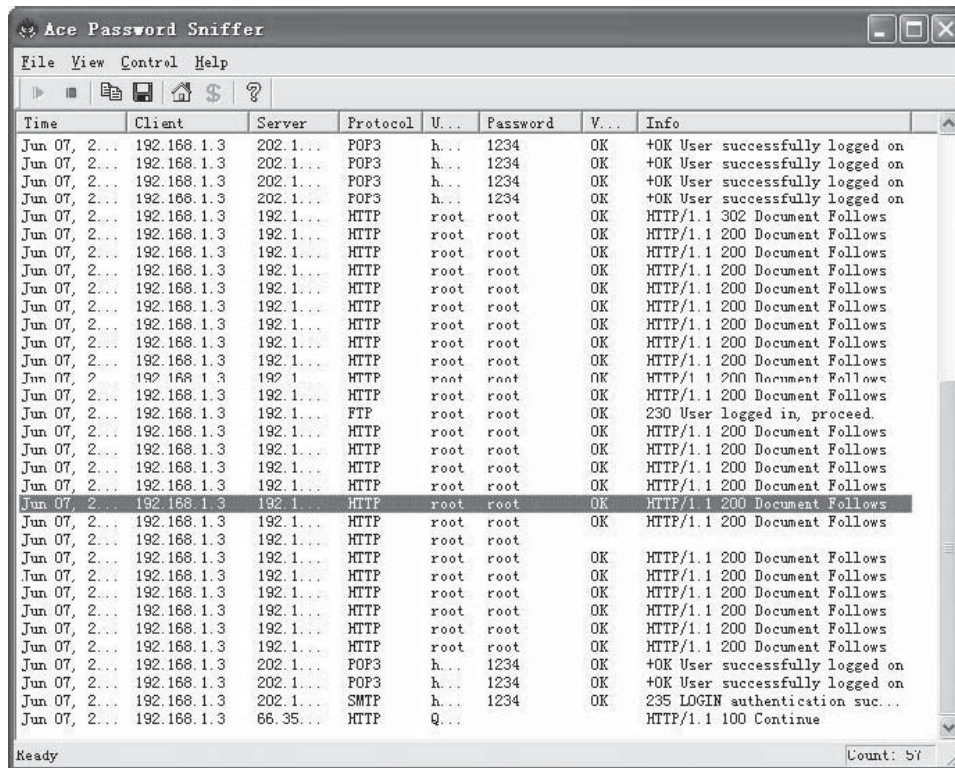 Ace Password Sniffer
File View Control Help
Time Client Server Protocol U... Password V... Info
Jun 07, 2... 192.168.1.3 202.1... POP3 h... 1234 OK +OK User successfully logged on
Jun 07, 2... 192.168.1.3 202.1... POP3 h... 1234 OK +OK User successfully logged on
Jun 07, 2... 192.168.1.3 202.1... POP3 h... 1234 OK +OK User successfully logged on
Jun 07, 2... 192.168.1.3 202.1... POP3 h... 1234 OK +OK User successfully logged on
Jun 07, 2... 192.168.1.3 192.1... HTTP root root OK HTTP/1.1 302 Document Follows
Jun 07, 2... 192.168.1.3 192.1... HTTP root root OK HTTP/1.1 200 Document Follows
Jun 07, 2... 192.168.1.3 192.1... HTTP root root OK HTTP/1.1 200 Document Follows
Jun 07, 2... 192.168.1.3 192.1... HTTP root root OK HTTP/1.1 200 Document Follows
Jun 07, 2... 192.168.1.3 192.1... HTTP root root OK HTTP/1.1 200 Document Follows
Jun 07, 2... 192.168.1.3 192.1... HTTP root root OK HTTP/1.1 200 Document Follows
Jun 07, 2... 192.168.1.3 192.1... HTTP root root OK HTTP/1.1 200 Document Follows
Jun 07, 2... 192.168.1.3 192.1... HTTP root root OK HTTP/1.1 200 Document Follows
Jun 07, 2... 192.168.1.3 192.1... HTTP root root OK HTTP/1.1 200 Document Follows
Jun 07, 2... 192.168.1.3 192.1... HTTP root root OK HTTP/1.1 200 Document Follows
Jun 07, 2... 192.168.1.3 192.1... HTTP root root OK HTTP/1.1 200 Document Follows
Jun 07, 2... 192.168.1.3 192.1... FTP root root OK 230 User logged in, proceed.
Jun 07, 2... 192.168.1.3 192.1... HTTP root root OK HTTP/1.1 200 Document Follows
Jun 07, 2... 192.168.1.3 192.1... HTTP root root OK HTTP/1.1 200 Document Follows
Jun 07, 2... 192.168.1.3 192.1... HTTP root root OK HTTP/1.1 200 Document Follows
Jun 07, 2... 192.168.1.3 192.1... HTTP root root OK HTTP/1.1 200 Document Follows
Jun 07, 2... 192.168.1.3 192.1... HTTP root root OK HTTP/1.1 200 Document Follows
Jun 07, 2... 192.168.1.3 192.1... HTTP root root OK HTTP/1.1 200 Document Follows
Jun 07, 2... 192.168.1.3 192.1... HTTP root root
Jun 07, 2... 192.168.1.3 192.1... HTTP root root OK HTTP/1.1 200 Document Follows
Jun 07, 2... 192.168.1.3 192.1... HTTP root root OK HTTP/1.1 200 Document Follows
Jun 07, 2... 192.168.1.3 192.1... HTTP root root OK HTTP/1.1 200 Document Follows
Jun 07, 2... 192.168.1.3 192.1... HTTP root root OK HTTP/1.1 200 Document Follows
Jun 07, 2... 192.168.1.3 192.1... HTTP root root OK HTTP/1.1 200 Document Follows
Jun 07, 2... 192.168.1.3 192.1... HTTP root root OK HTTP/1.1 200 Document Follows
Jun 07, 2... 192.168.1.3 202.1... POP3 h... 1234 OK +OK User successfully logged on
Jun 07, 2... 192.168.1.3 202.1... POP3 h... 1234 OK +OK User successfully logged on
Jun 07, 2... 192.168.1.3 202.1... SMTP h... 1234 OK 235 LOGIN authentication suc...
Jun 07, 2... 192.168.1.3 66.35... HTTP Q... HTTP/1.1 100 Continue
Ready Count: 57